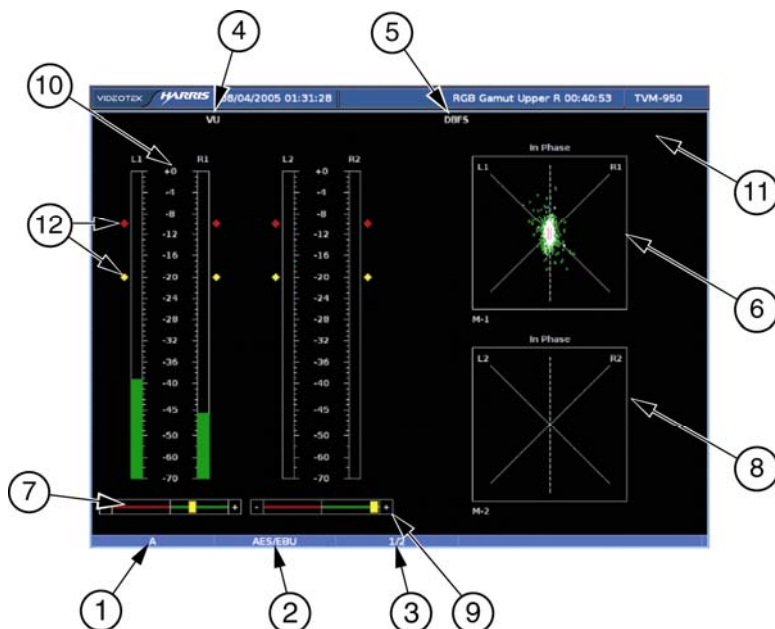 4
5
VIDEOTEK HARRIS 08/04/2005 01:31:28 RGB Gamut Upper R 00:40:53 TVM-950
10
VU DBFS
L1 R1 L2 R2
In Phase
L1 R1
11
+0 +0
-4 -4
-8 -8
12
-12 -12
-20 -20
-24 -24
-28 -28
6
-32 -32
M-1
-36 -36
In Phase
L2 R2
-40 -40
-45 -45
-50 -50
8
-60 -60
-70 -70
7
+ - +
M-2
A AES/EBU 1/2
1
2
3
9